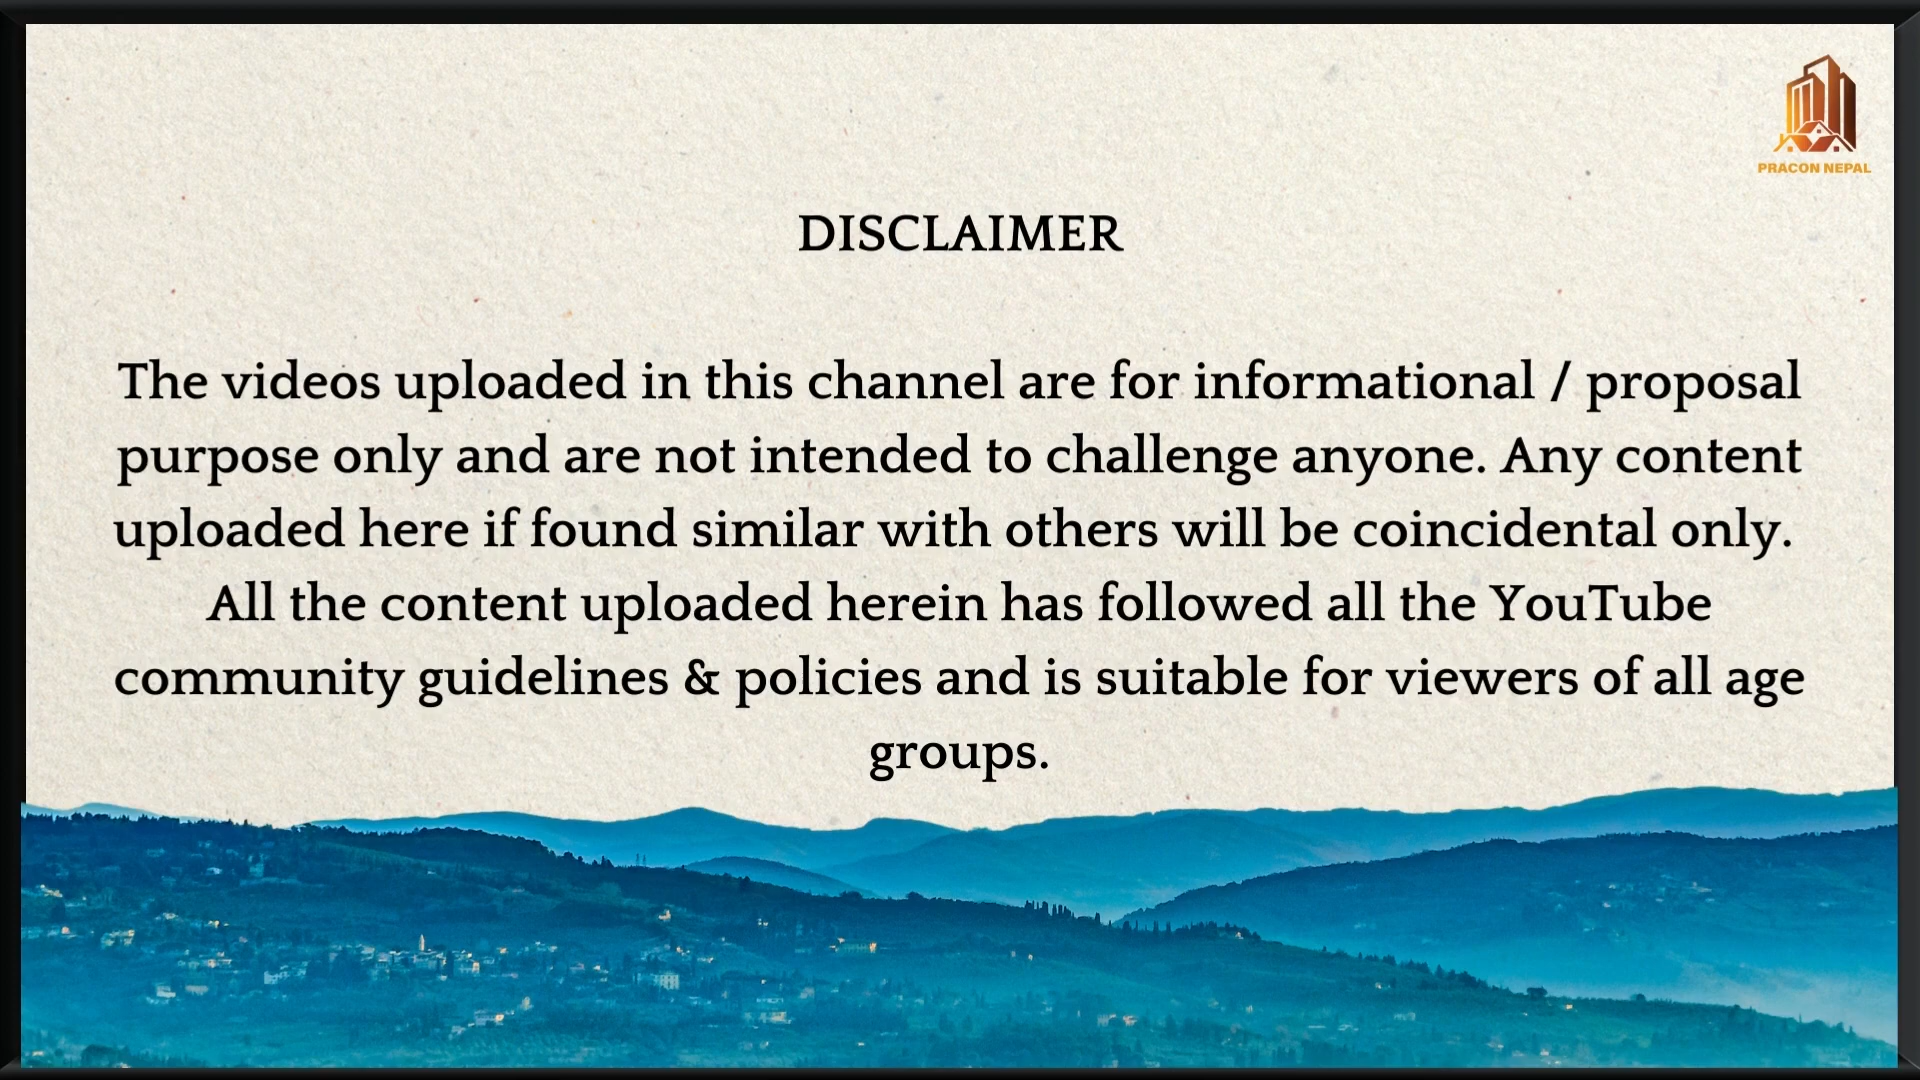 PRACON NEPAL
DISCLAIMER
The videos uploaded in this channel are for informational / proposal
purpose only and are not intended to challenge anyone. Any content
uploaded here if found similar with others will be coincidental only.
All the content uploaded herein has followed all the YouTube
community guidelines & policies and is suitable for viewers of all age
groups.